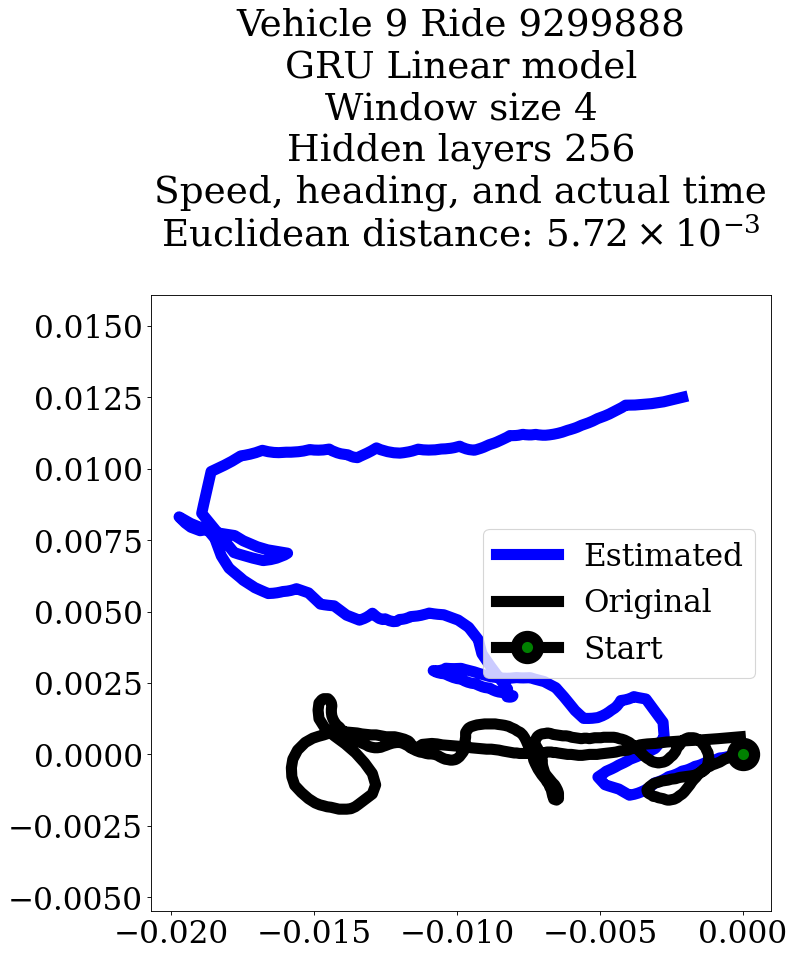 Vehicle 9 Ride 9299888
GRU Linear model
Window size 4
Hidden layers 256
Speed, heading, and actual time
Euclidean distance: 5.72 × 10⁻³
0.0150
0.0125
0.0100
0.0075
0.0050
0.0025
0.0000
−0.0025
−0.0050
Estimated
Original
Start
−0.020 −0.015 −0.010 −0.005 0.000